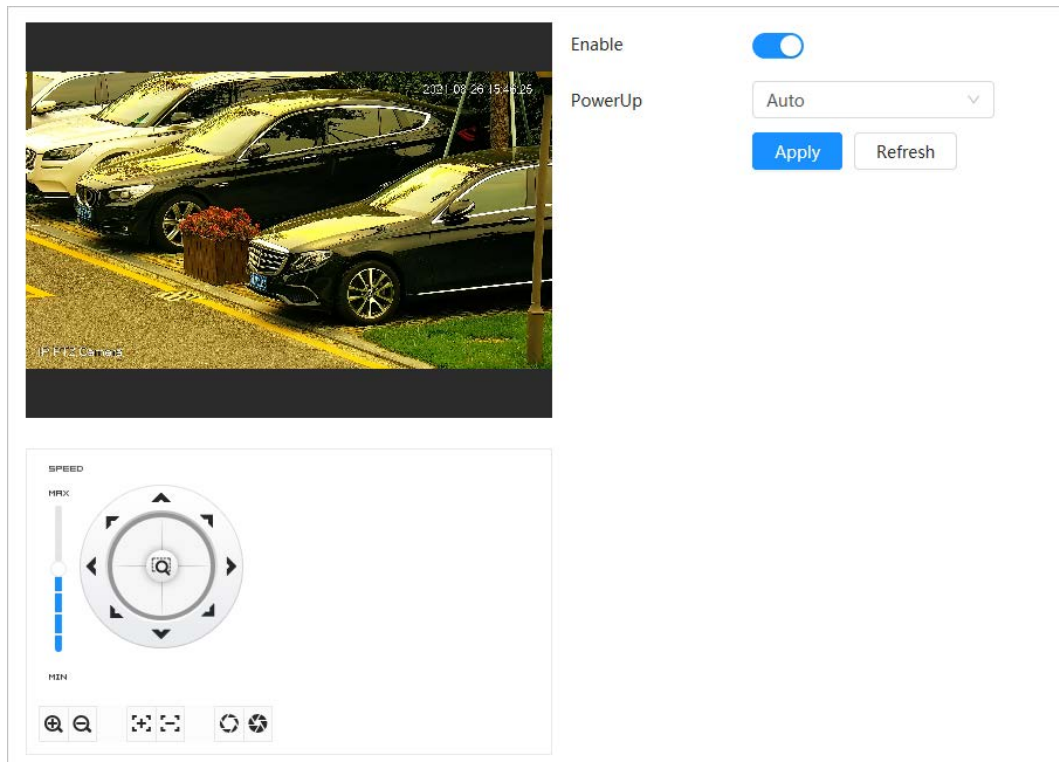 Enable
2021-08-26 15:46:25
PowerUp
Auto
Apply
Refresh
IP PTZ Camera
SPEED
MAX
MIN